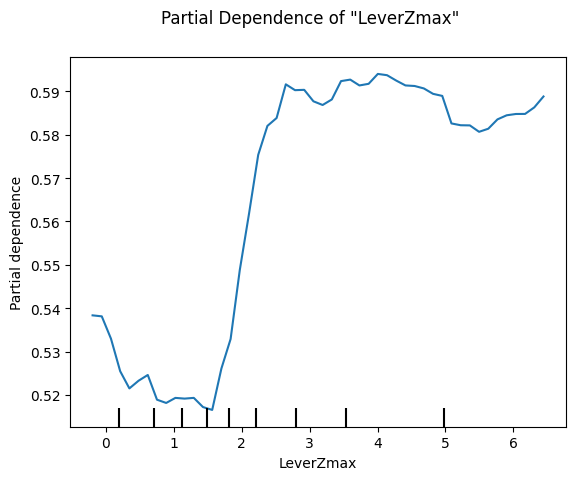 Partial Dependence of "LeverZmax"
0.59
0.58
0.57
0.56
0.55
0.54
0.53
0.52
Partial dependence
0 1 2 3 4 5 6
LeverZmax